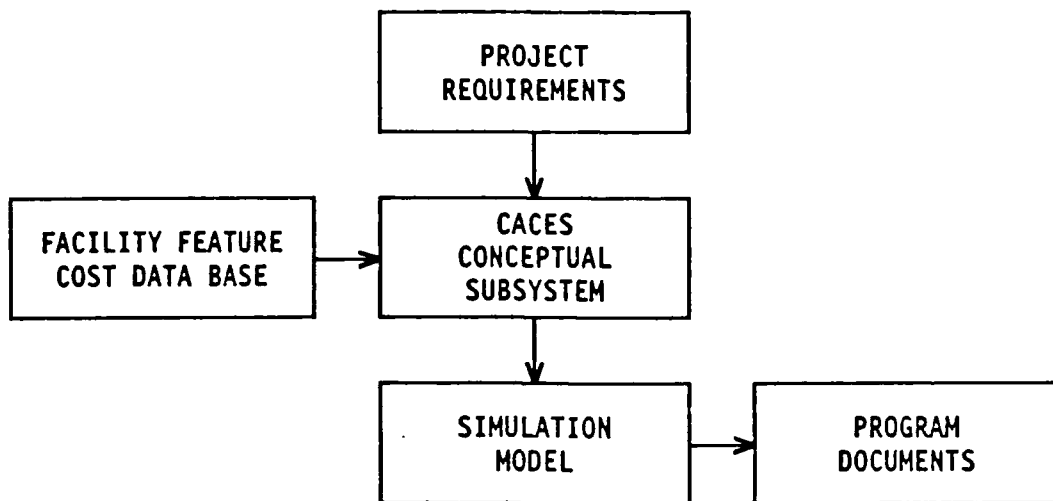 PROJECT
REQUIREMENTS
FACILITY FEATURE
COST DATA BASE
CACES
CONCEPTUAL
SUBSYSTEM
SIMULATION
MODEL
PROGRAM
DOCUMENTS